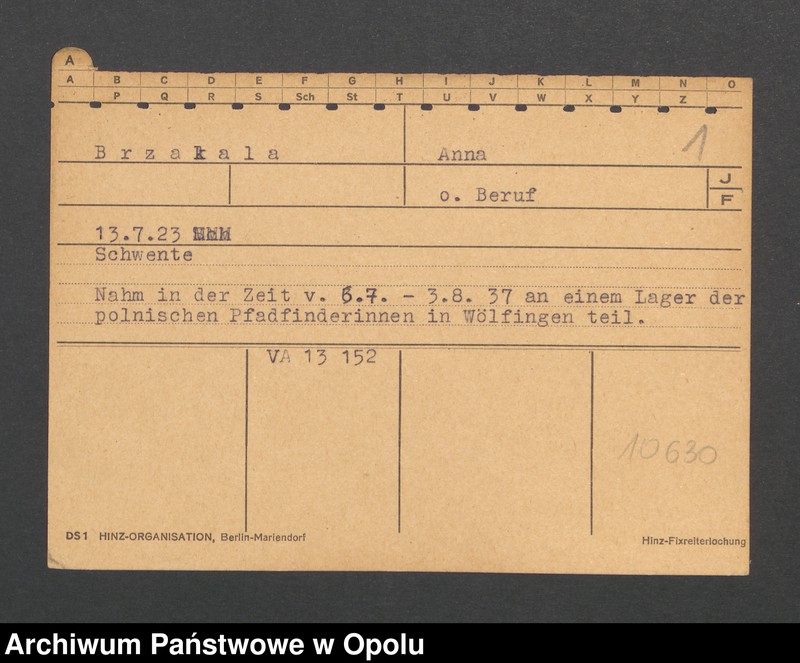 A
A B C D E F G H I J K L M N O
P Q R S Sch St T U V W X Y Z
B r z a k a l a Anna 1
o. Beruf J
F
13.7.23
Schwente
Nahm in der Zeit v. 6.7. - 3.8. 37 an einem Lager der
polnischen Pfadfinderinnen in Wölfingen teil.
VA 13 152
10630
DS1 HINZ-ORGANISATION, Berlin-Mariendorf Hinz-Fixreiterlochung
Archiwum Państwowe w Opolu